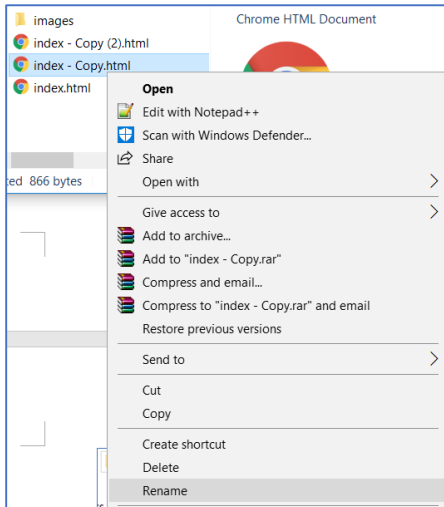 images
Chrome HTML Document
index - Copy (2).html
index - Copy.html
index.html
Open
Edit with Notepad++
Scan with Windows Defender...
Share
Open with
ted 866 bytes
Give access to
Add to archive...
Add to "index - Copy.rar"
Compress and email...
Compress to "index - Copy.rar" and email
Restore previous versions
Send to
Cut
Copy
Create shortcut
Delete
Rename